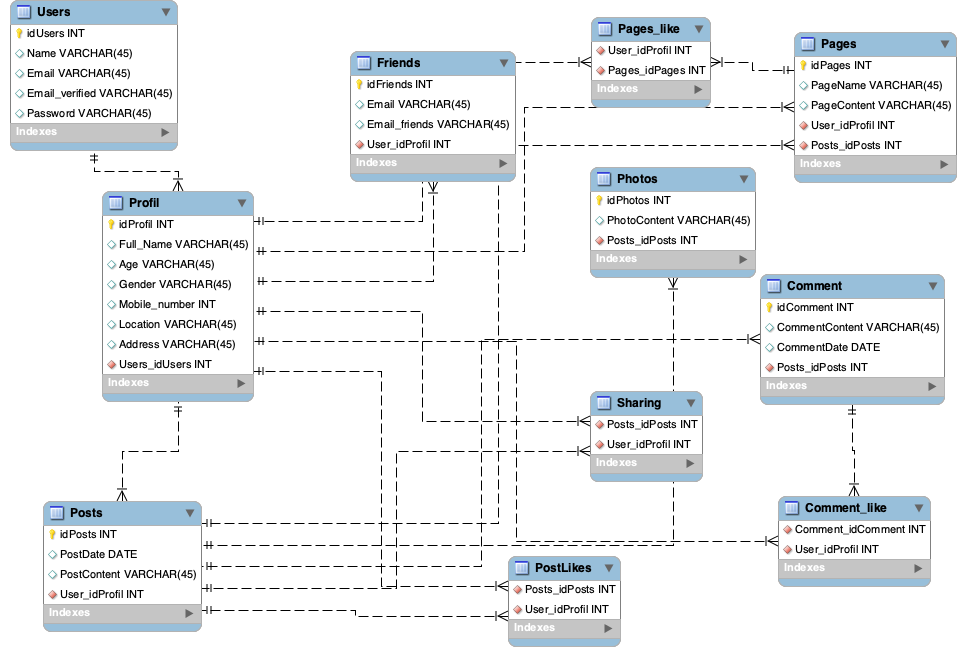 Users
idUsers INT
Name VARCHAR(45)
Email VARCHAR(45)
Email_verified VARCHAR(45)
Password VARCHAR(45)
Indexes
Friends
idFriends INT
Email VARCHAR(45)
Email_friends VARCHAR(45)
User_idProfil INT
Indexes
Pages_like
User_idProfil INT
Pages_idPages INT
Indexes
Pages
idPages INT
PageName VARCHAR(45)
PageContent VARCHAR(45)
User_idProfil INT
Posts_idPosts INT
Indexes
Profil
idProfil INT
Full_Name VARCHAR(45)
Age VARCHAR(45)
Gender VARCHAR(45)
Mobile_number INT
Location VARCHAR(45)
Address VARCHAR(45)
Users_idUsers INT
Indexes
Photos
idPhotos INT
PhotoContent VARCHAR(45)
Posts_idPosts INT
Indexes
Comment
idComment INT
CommentContent VARCHAR(45)
CommentDate DATE
Posts_idPosts INT
Indexes
Sharing
Posts_idPosts INT
User_idProfil INT
Indexes
Posts
idPosts INT
PostDate DATE
PostContent VARCHAR(45)
User_idProfil INT
Indexes
PostLikes
Posts_idPosts INT
User_idProfil INT
Indexes
Comment_like
Comment_idComment INT
User_idProfil INT
Indexes